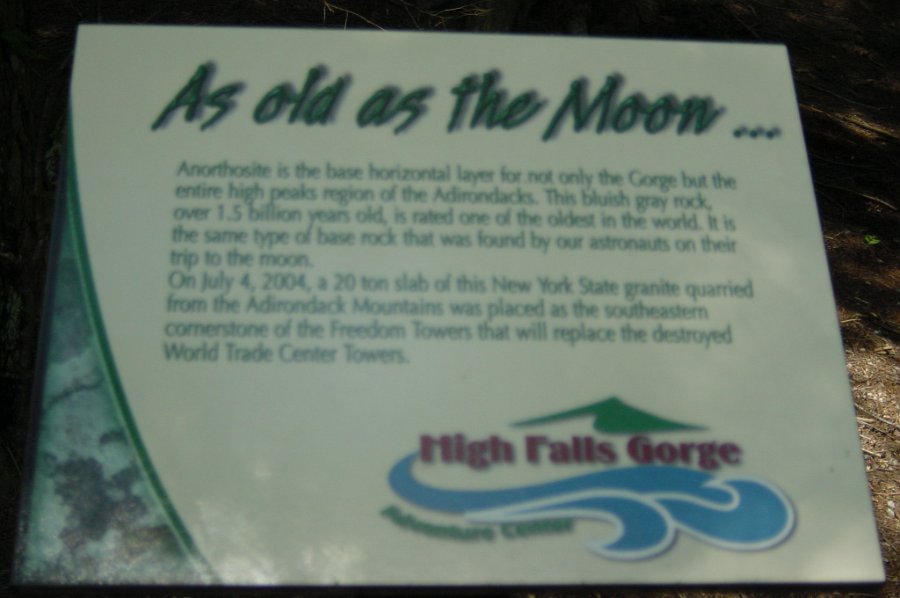 As old as the Moon ...
Anorthosite is the base horizontal layer for not only the Gorge but the
entire high peaks region of the Adirondacks. This bluish gray rock,
over 1.5 billion years old, is rated one of the oldest in the world. It is
the same type of base rock that was found by our astronauts on their
trip to the moon.
On July 4, 2004, a 20 ton slab of this New York State granite quarried
from the Adirondack Mountains was placed as the southeastern
cornerstone of the Freedom Towers that will replace the destroyed
World Trade Center Towers.
High Falls Gorge
Adventure Center